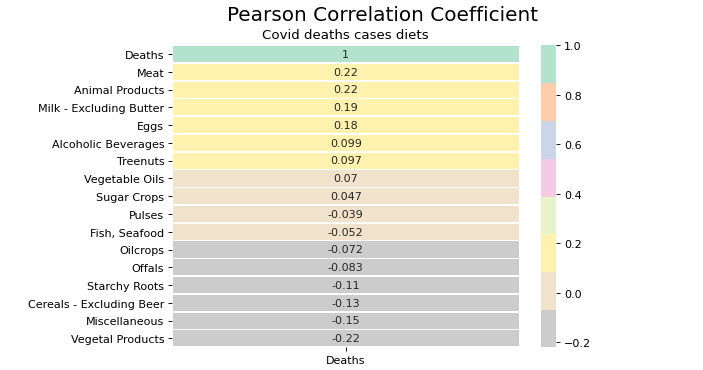 Pearson Correlation Coefficient
Covid deaths cases diets
Deaths 1
Meat 0.22
Animal Products 0.22
Milk - Excluding Butter 0.19
Eggs 0.18
Alcoholic Beverages 0.099
Treenuts 0.097
Vegetable Oils 0.07
Sugar Crops 0.047
Pulses -0.039
Fish, Seafood -0.052
Oilcrops -0.072
Offals -0.083
Starchy Roots -0.11
Cereals - Excluding Beer -0.13
Miscellaneous -0.15
Vegetal Products -0.22
Deaths
1.0
0.8
0.6
0.4
0.2
0.0
−0.2